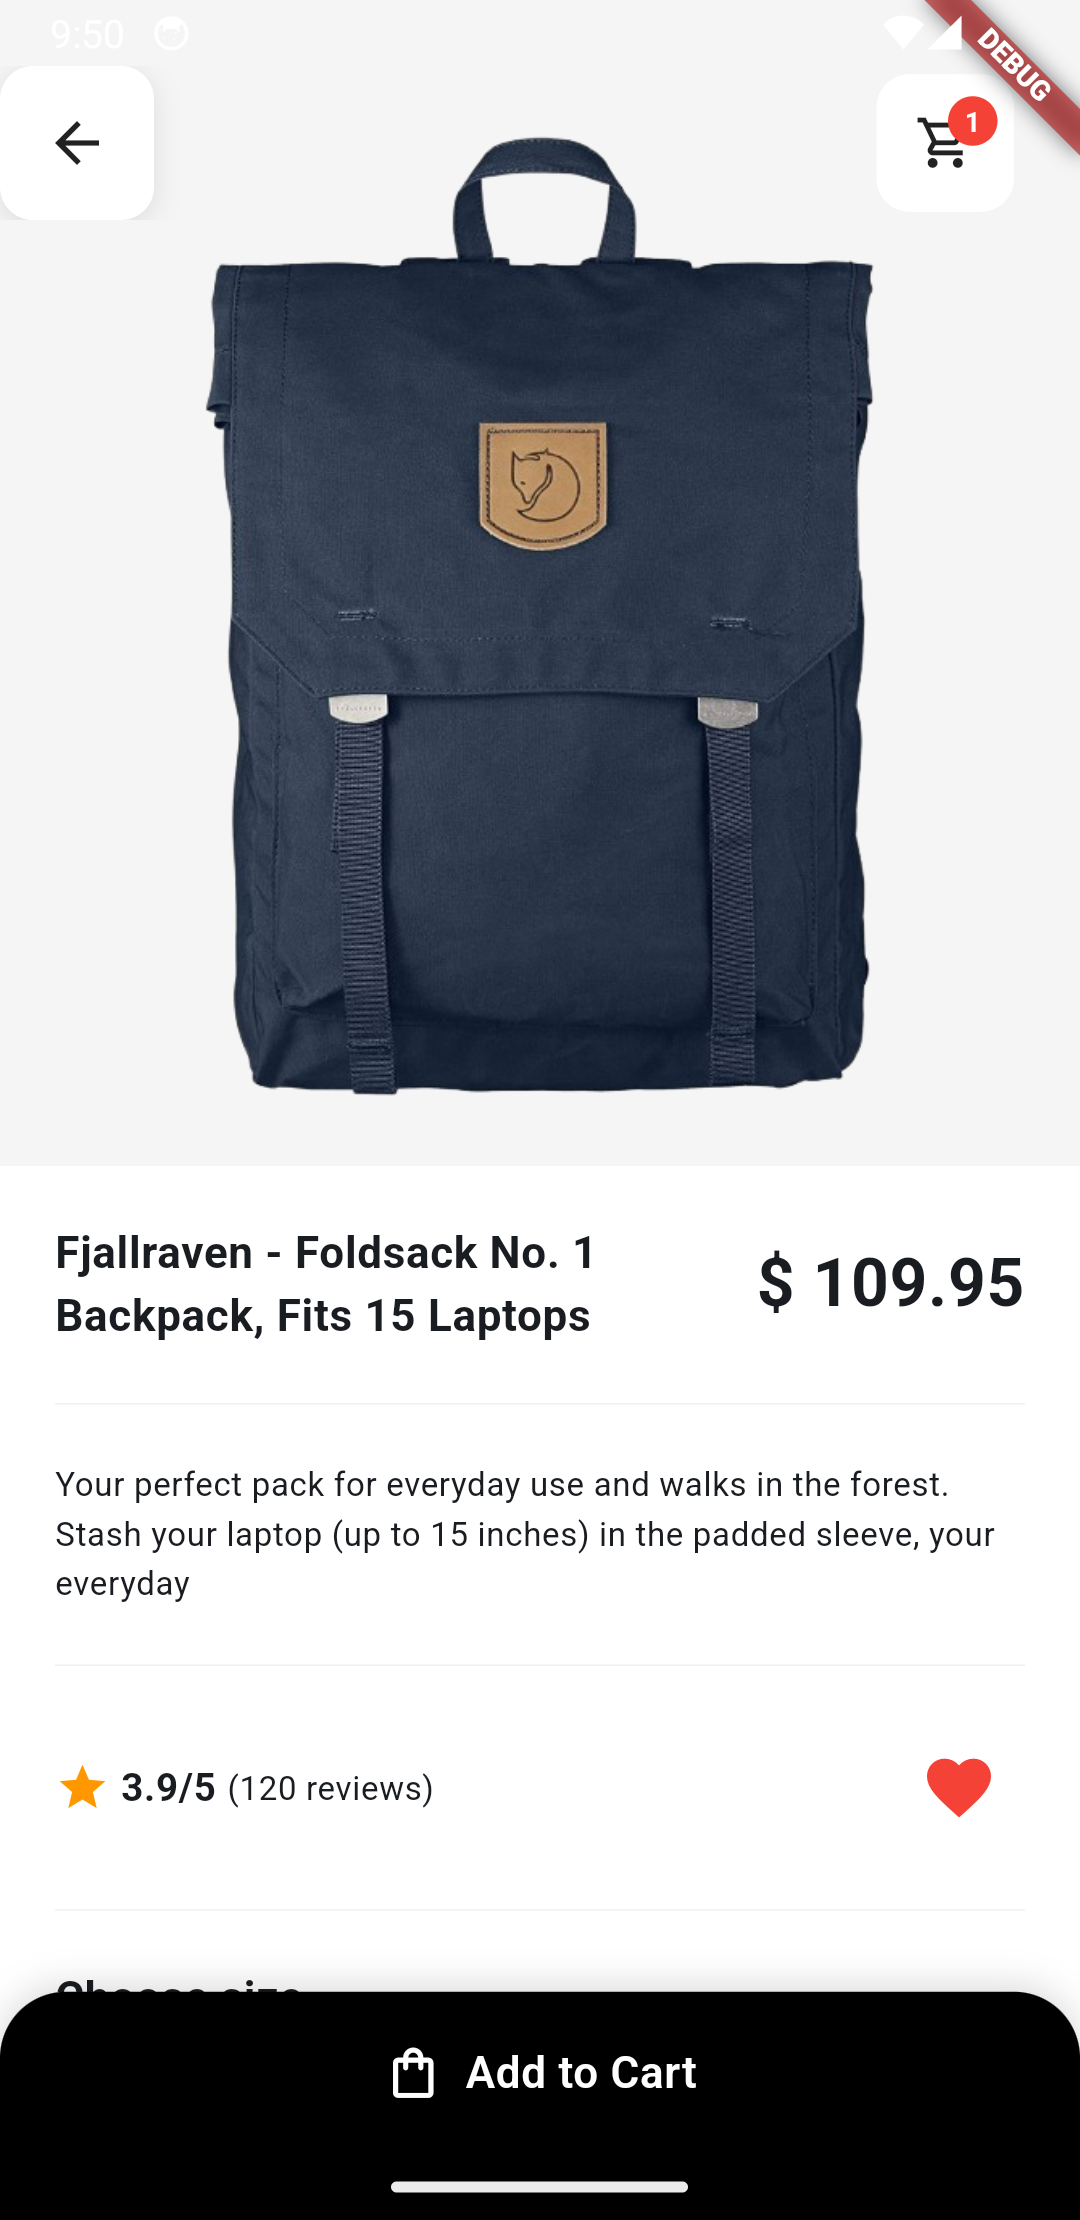 9:50
DEBUG
1
Fjallraven - Foldsack No. 1
Backpack, Fits 15 Laptops
$ 109.95
Your perfect pack for everyday use and walks in the forest.
Stash your laptop (up to 15 inches) in the padded sleeve, your
everyday
3.9/5 (120 reviews)
Choose size
Add to Cart